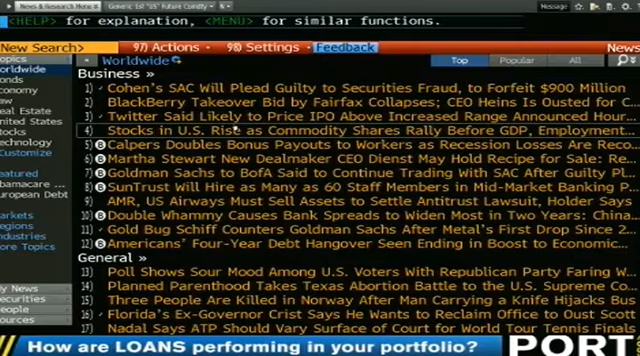 News & Research Menu
Generic 1st "US" Future Comdty
Message
<HELP> for explanation, <MENU> for similar functions.
New Search>
97) Actions
98) Settings
Feedback
News
Topics
Worldwide
Top
Popular
All
Business »
1) Cohen's SAC Will Plead Guilty to Securities Fraud, to Forfeit $900 Million
2) BlackBerry Takeover Bid by Fairfax Collapses; CEO Heins Is Ousted for C
3) Twitter Said Likely to Price IPO Above Increased Range Announced Hour...
4) Stocks in U.S. Rise as Commodity Shares Rally Before GDP, Employment...
5) B Calpers Doubles Bonus Payouts to Workers as Recession Losses Are Reco...
6) B Martha Stewart New Dealmaker CEO Dienst May Hold Recipe for Sale: Re...
7) B Goldman Sachs to BofA Said to Continue Trading With SAC After Guilty Pl...
8) B SunTrust Will Hire as Many as 60 Staff Members in Mid-Market Banking P...
9) AMR, US Airways Must Sell Assets to Settle Antitrust Lawsuit, Holder Says
10) B Double Whammy Causes Bank Spreads to Widen Most in Two Years: China...
11) Gold Bug Schiff Counters Goldman Sachs After Metal's First Drop Since 2...
12) B Americans' Four-Year Debt Hangover Seen Ending in Boost to Economic...
General »
13) Poll Shows Sour Mood Among U.S. Voters With Republican Party Faring W...
14) Planned Parenthood Takes Texas Abortion Battle to the U.S. Supreme Co...
15) Three People Are Killed in Norway After Man Carrying a Knife Hijacks Bus
16) Florida's Ex-Governor Crist Says He Wants to Reclaim Office to Oust Scott
17) Nadal Says ATP Should Vary Surface of Court for World Tour Tennis Finals
orldwide
onds
conomy
aw
eal Estate
nited States
tocks
echnology
Customize
eatured
bamacare ...
uropean Debt
arkets
egions
ndustries
ore Topics
ly News
ecurities
eople
ources
How are LOANS performing in your portfolio?
PORT